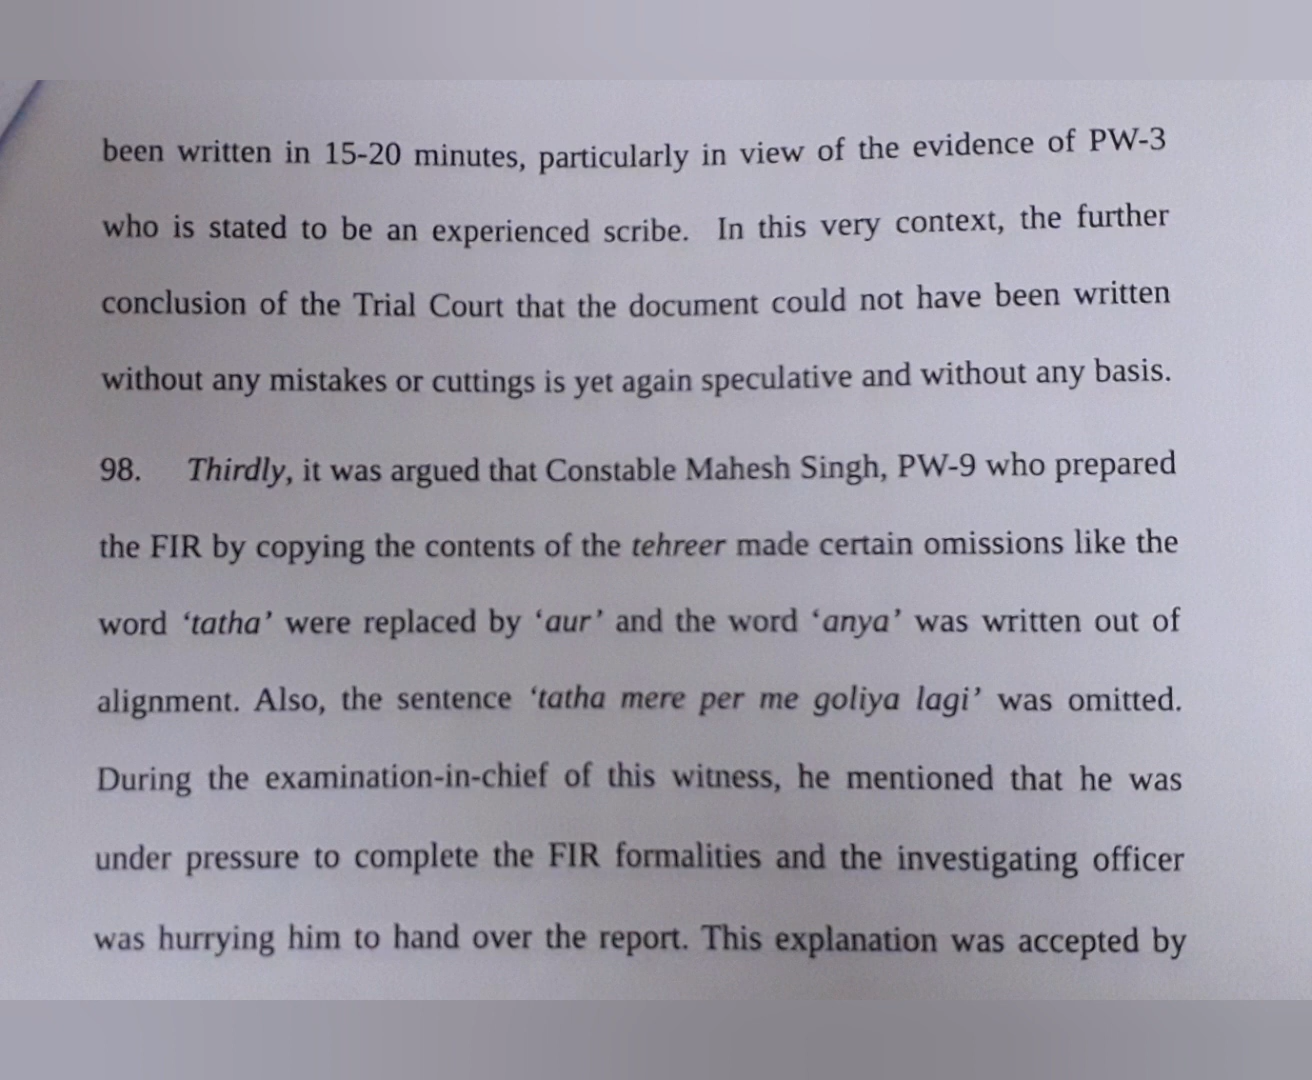 been written in 15-20 minutes, particularly in view of the evidence of PW-3
who is stated to be an experienced scribe. In this very context, the further
conclusion of the Trial Court that the document could not have been written
without any mistakes or cuttings is yet again speculative and without any basis.
98. Thirdly, it was argued that Constable Mahesh Singh, PW-9 who prepared
the FIR by copying the contents of the tehreer made certain omissions like the
word ‘tatha’ were replaced by ‘aur’ and the word ‘anya’ was written out of
alignment. Also, the sentence ‘tatha mere per me goliya lagi’ was omitted.
During the examination-in-chief of this witness, he mentioned that he was
under pressure to complete the FIR formalities and the investigating officer
was hurrying him to hand over the report. This explanation was accepted by